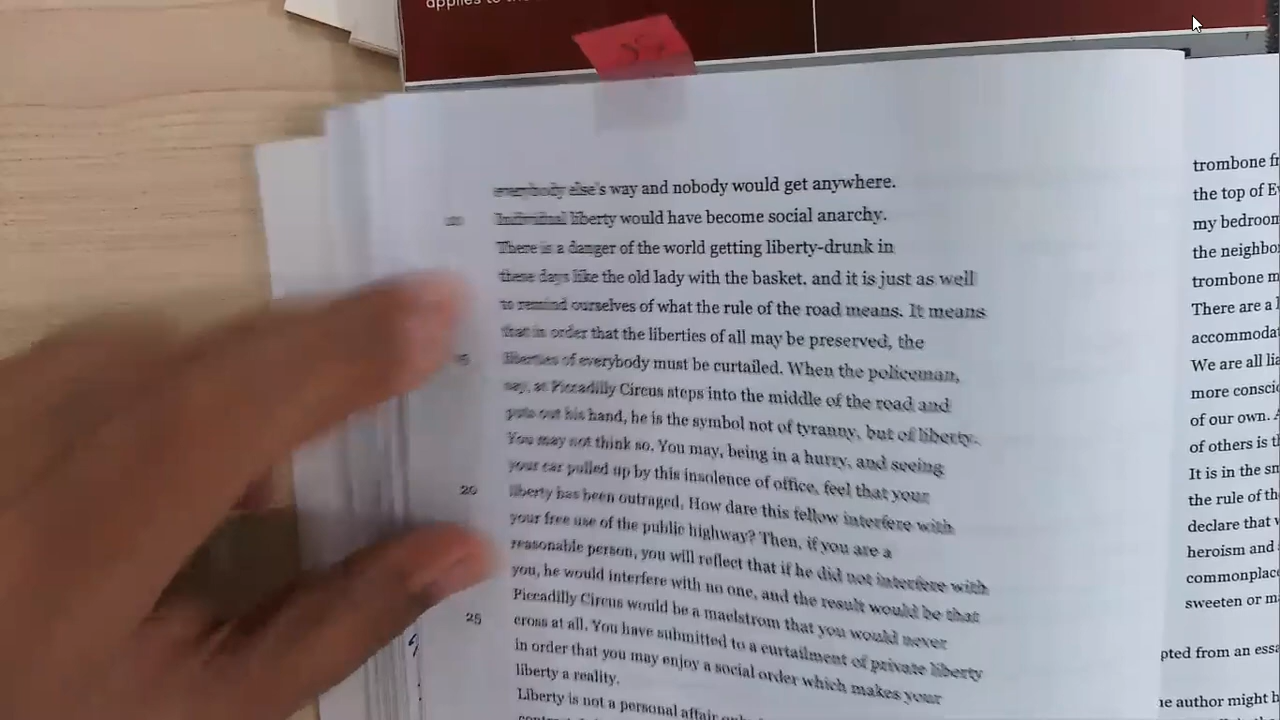 applies to the
everybody else's way and nobody would get anywhere.
10 Individual liberty would have become social anarchy.
There is a danger of the world getting liberty-drunk in
these days like the old lady with the basket, and it is just as well
to remind ourselves of what the rule of the road means. It means
that in order that the liberties of all may be preserved, the
15 liberties of everybody must be curtailed. When the policeman,
say, at Piccadilly Circus steps into the middle of the road and
puts out his hand, he is the symbol not of tyranny, but of liberty.
You may not think so. You may, being in a hurry, and seeing
your car pulled up by this insolence of office, feel that your
20 liberty has been outraged. How dare this fellow interfere with
your free use of the public highway? Then, if you are a
reasonable person, you will reflect that if he did not interfere with
you, he would interfere with no one, and the result would be that
Piccadilly Circus would be a maelstrom that you would never
25 cross at all. You have submitted to a curtailment of private liberty
in order that you may enjoy a social order which makes your
liberty a reality.
Liberty is not a personal affair only
trombone fr
the top of Ev
my bedroom
the neighbo
trombone m
There are a l
accommoda
We are all lia
more consci
of our own. A
of others is th
It is in the sm
the rule of th
declare that w
heroism and
commonplace
sweeten or m
pted from an essa
e author might h